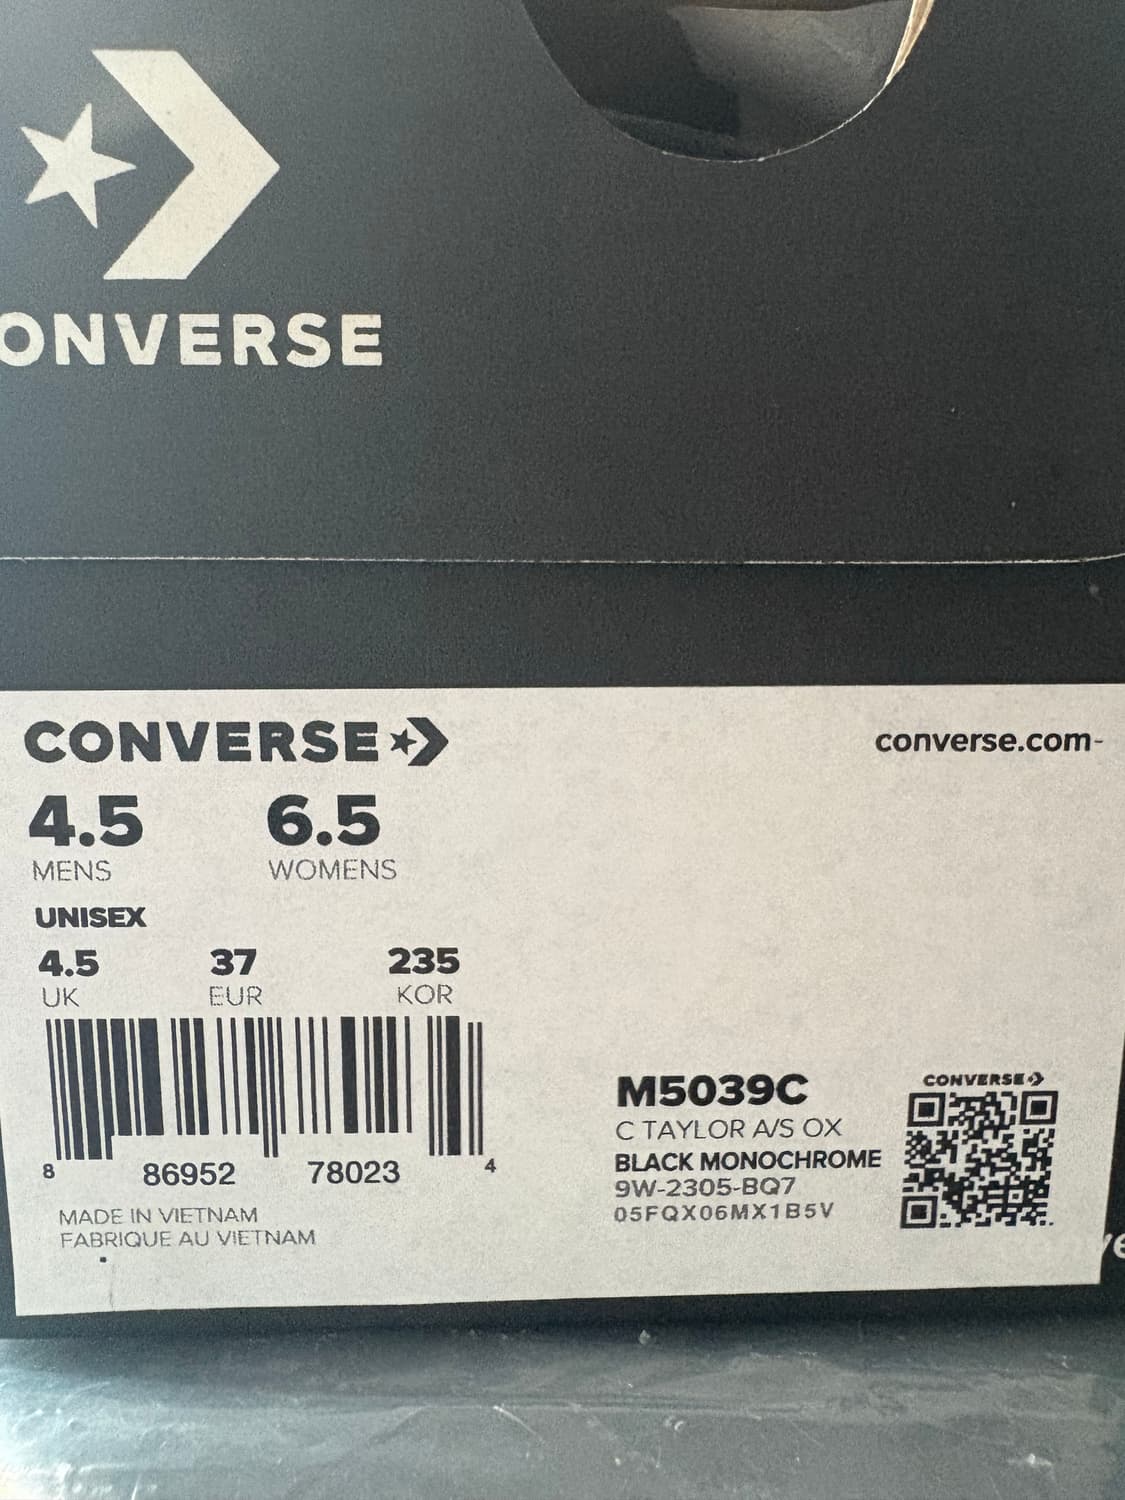 ONVERSE
CONVERSE
converse.com-
4.5 6.5
MENS WOMENS
UNISEX
4.5 37 235
UK EUR KOR
8 86952 78023 4
MADE IN VIETNAM
FABRIQUE AU VIETNAM
M5039C
C TAYLOR A/S OX
BLACK MONOCHROME
9W-2305-BQ7
05FQX06MX1B5V
CONVERSE